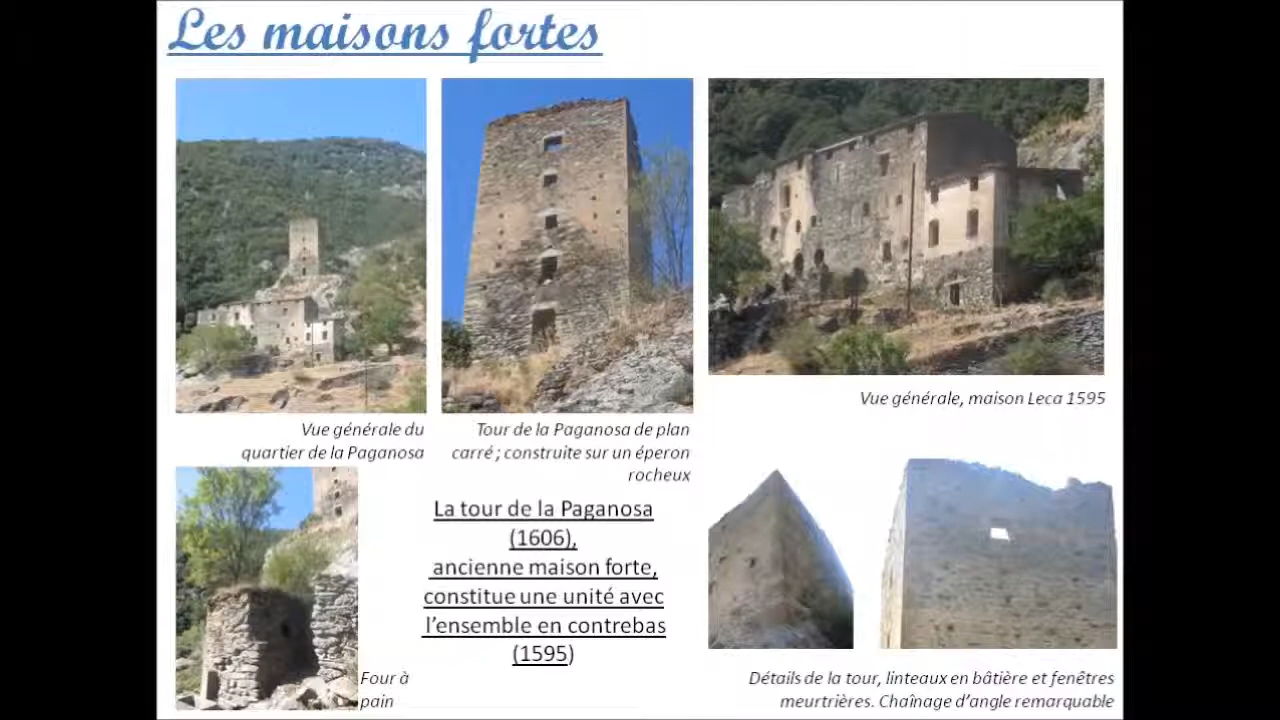 Les maisons fortes
Vue générale du
quartier de la Paganosa
Tour de la Paganosa de plan
carré ; construite sur un éperon
rocheux
Vue générale, maison Leca 1595
La tour de la Paganosa
(1606),
ancienne maison forte,
constitue une unité avec
l’ensemble en contrebas
(1595)
Four à
pain
Détails de la tour, linteaux en bâtière et fenêtres
meurtrières. Chaînage d’angle remarquable